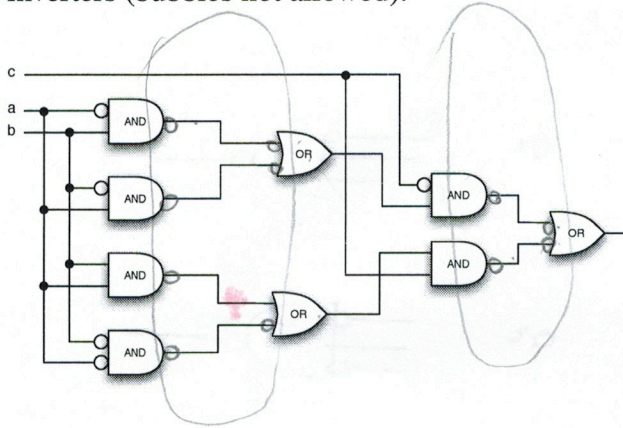 inverters (bubbles not allowed).
c
a
b
AND
OR
AND
AND
AND
OR
AND
OR
AND